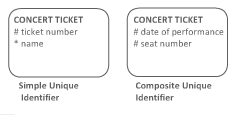 CONCERT TICKET
# ticket number
* name
Simple Unique
Identifier
CONCERT TICKET
# date of performance
# seat number
Composite Unique
Identifier